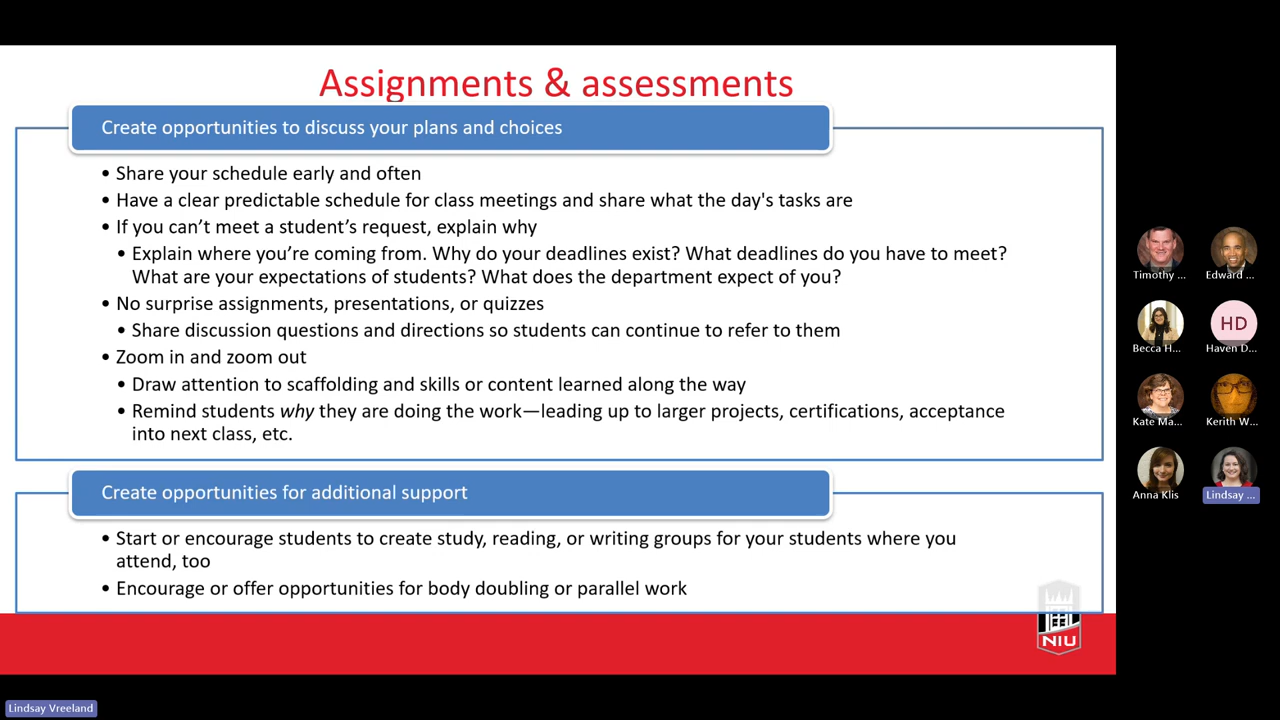 Assignments & assessments
Create opportunities to discuss your plans and choices
• Share your schedule early and often
• Have a clear predictable schedule for class meetings and share what the day's tasks are
• If you can’t meet a student’s request, explain why
• Explain where you’re coming from. Why do your deadlines exist? What deadlines do you have to meet?
What are your expectations of students? What does the department expect of you?
• No surprise assignments, presentations, or quizzes
• Share discussion questions and directions so students can continue to refer to them
• Zoom in and zoom out
• Draw attention to scaffolding and skills or content learned along the way
• Remind students why they are doing the work—leading up to larger projects, certifications, acceptance
into next class, etc.
Create opportunities for additional support
• Start or encourage students to create study, reading, or writing groups for your students where you
attend, too
• Encourage or offer opportunities for body doubling or parallel work
NIU
Timothy ...
Edward ...
HD
Becca H...
Haven D...
Kate Ma...
Kerith W...
Anna Klis
Lindsay ...
Lindsay Vreeland